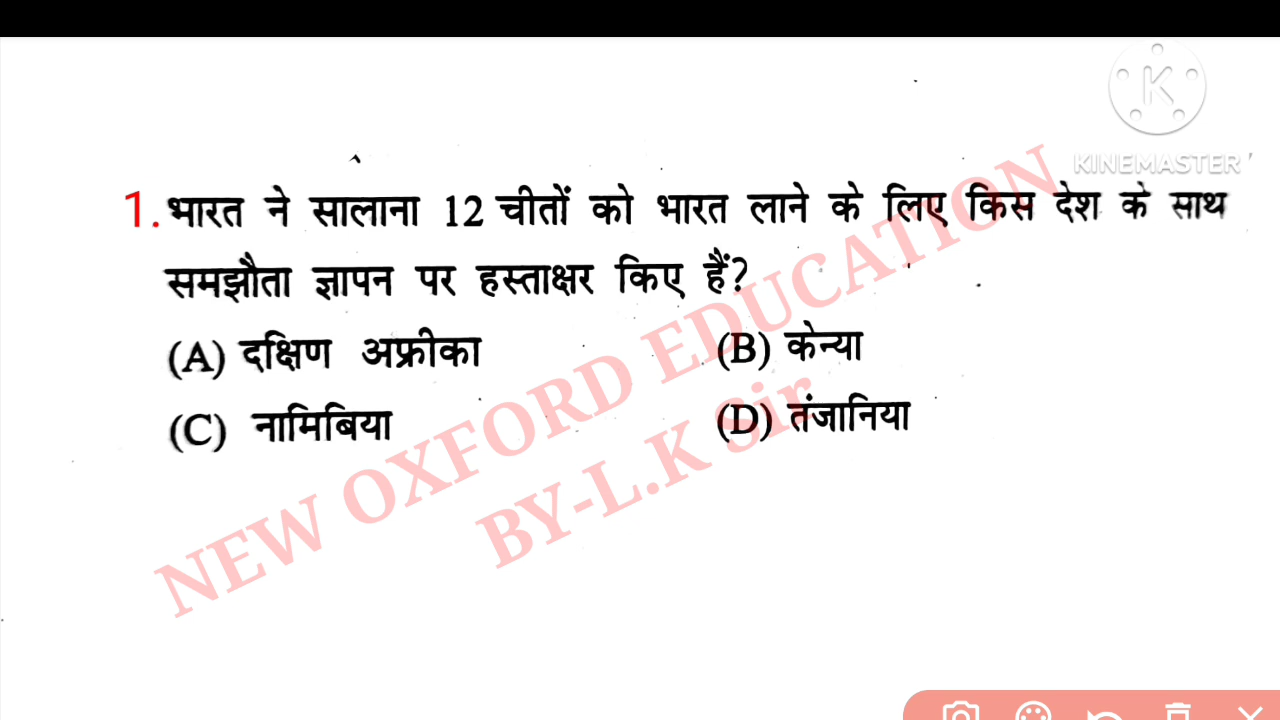 KINEMASTER
1. भारत ने सालाना 12 चीतों को भारत लाने के लिए किस देश के साथ
समझौता ज्ञापन पर हस्ताक्षर किए हैं?
(A) दक्षिण अफ्रीका (B) केन्या
(C) नामिबिया (D) तंजानिया
NEW OXFORD EDUCATION
BY-L.K Sir